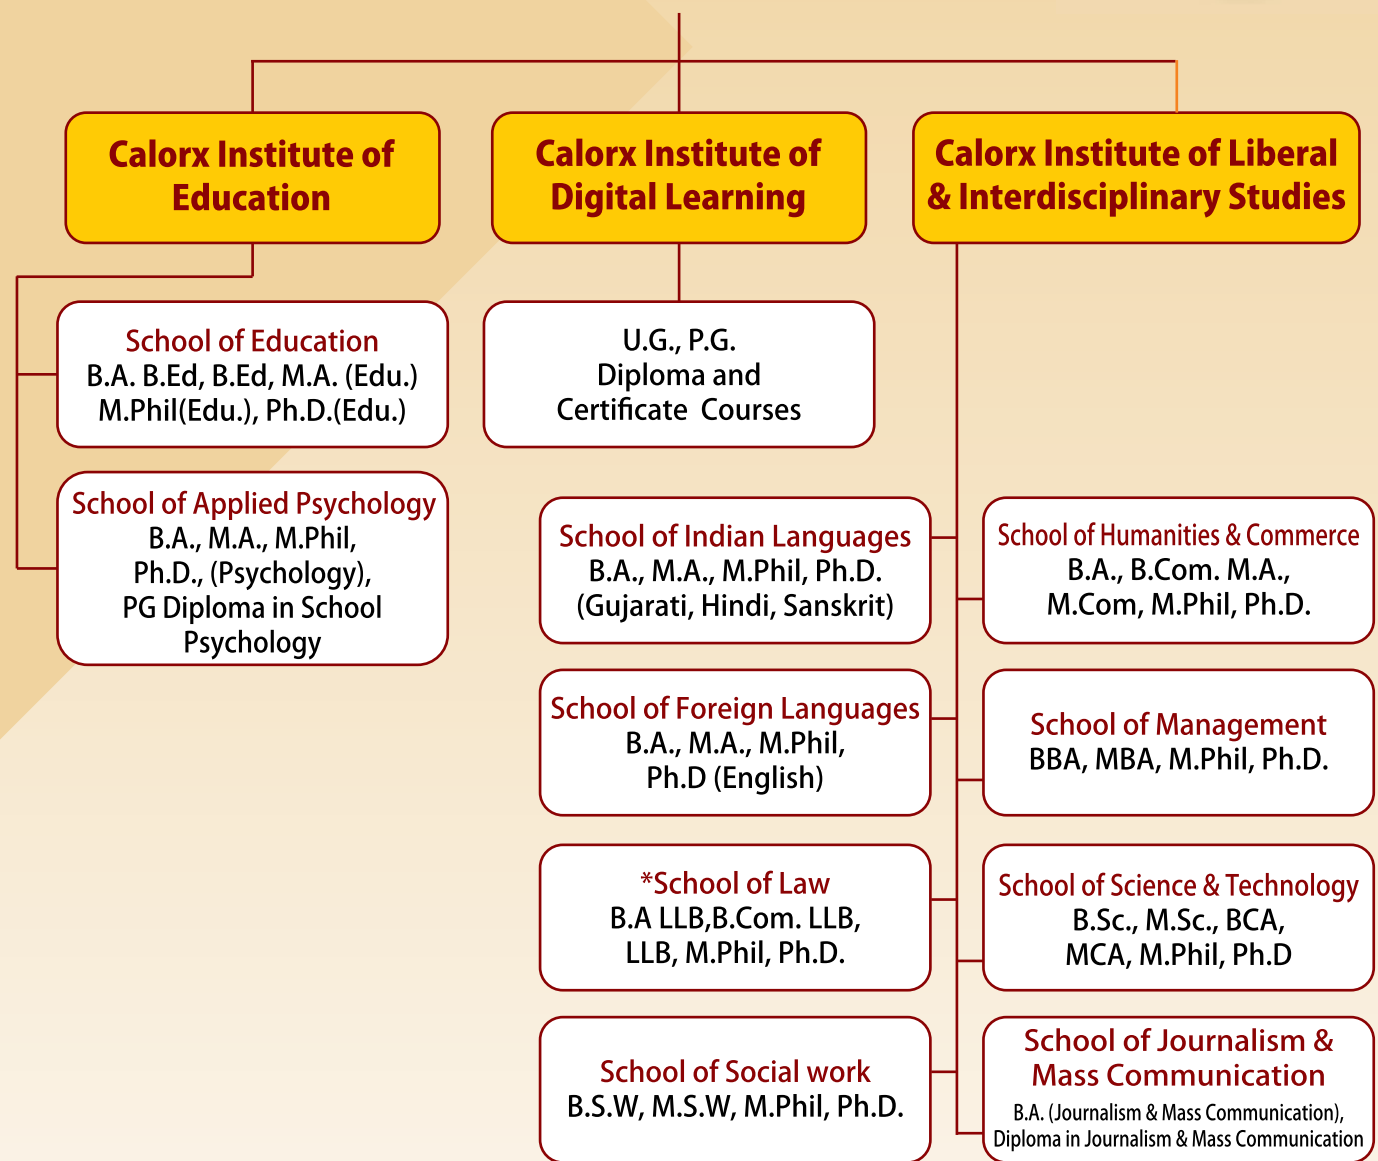 Calorx Institute of
Education
Calorx Institute of
Digital Learning
Calorx Institute of Liberal
& Interdisciplinary Studies
School of Education
B.A. B.Ed, B.Ed, M.A. (Edu.)
M.Phil(Edu.), Ph.D.(Edu.)
School of Applied Psychology
B.A., M.A., M.Phil,
Ph.D., (Psychology),
PG Diploma in School
Psychology
U.G., P.G.
Diploma and
Certificate Courses
School of Indian Languages
B.A., M.A., M.Phil, Ph.D.
(Gujarati, Hindi, Sanskrit)
School of Foreign Languages
B.A., M.A., M.Phil,
Ph.D (English)
*School of Law
B.A LLB,B.Com. LLB,
LLB, M.Phil, Ph.D.
School of Social work
B.S.W, M.S.W, M.Phil, Ph.D.
School of Humanities & Commerce
B.A., B.Com. M.A.,
M.Com, M.Phil, Ph.D.
School of Management
BBA, MBA, M.Phil, Ph.D.
School of Science & Technology
B.Sc., M.Sc., BCA,
MCA, M.Phil, Ph.D
School of Journalism &
Mass Communication
B.A. (Journalism & Mass Communication),
Diploma in Journalism & Mass Communication